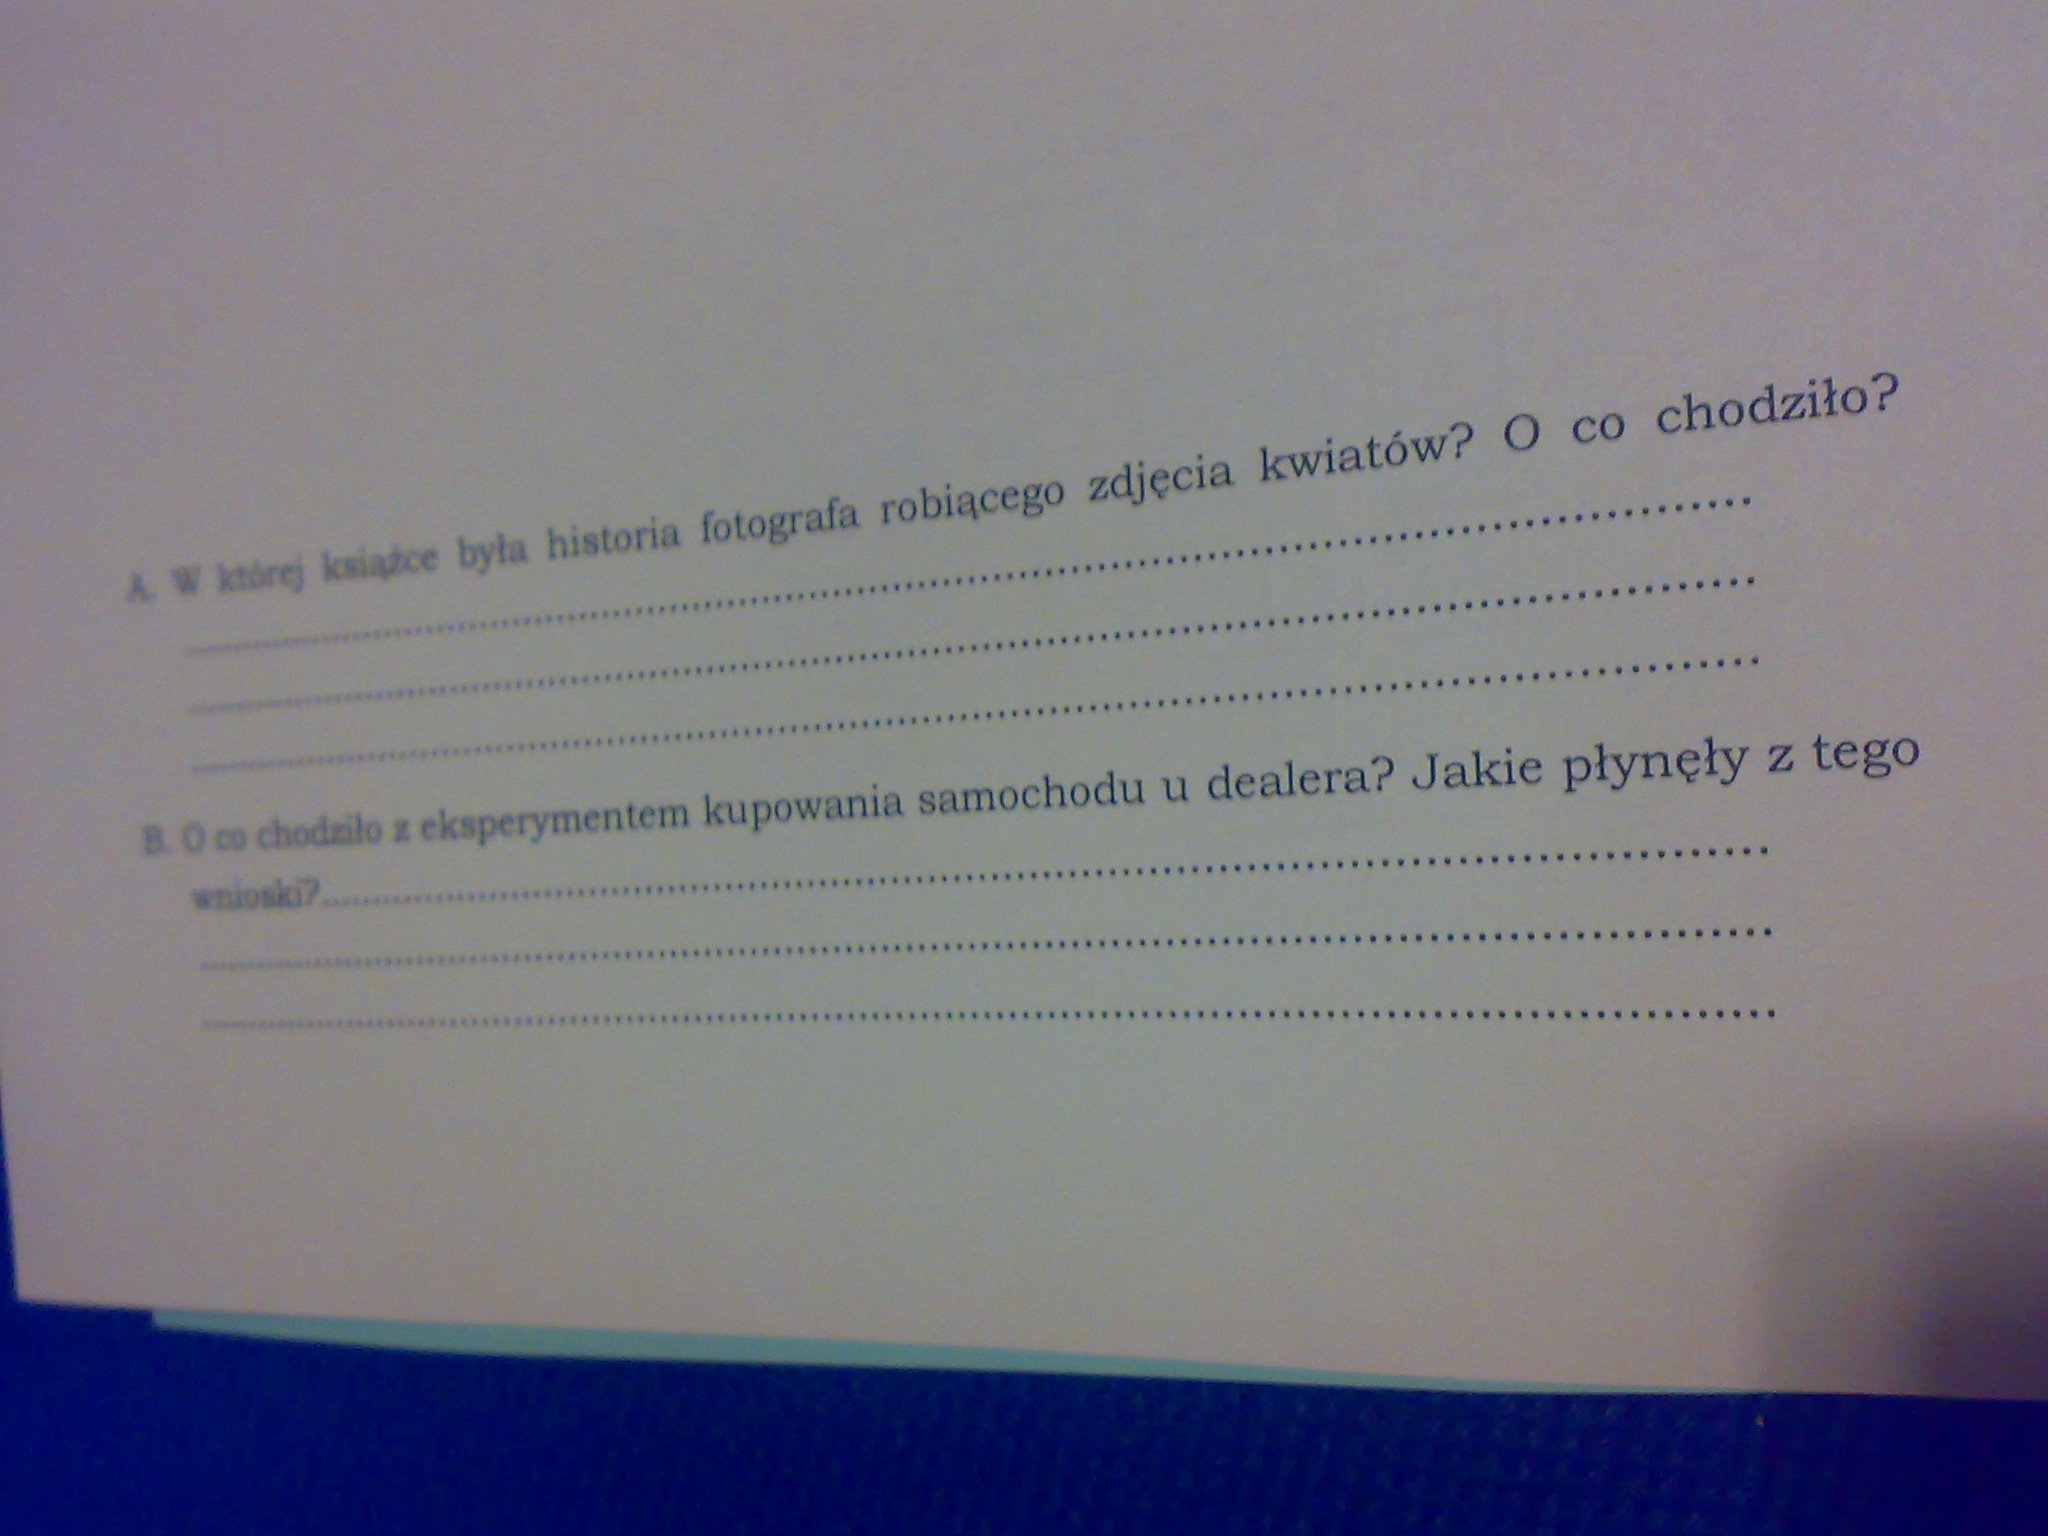 A. W której książce była historia fotografa robiącego zdjęcia kwiatów? O co chodziło?
................................................................................
................................................................................
................................................................................
B. O co chodziło z eksperymentem kupowania samochodu u dealera? Jakie płynęły z tego
wnioski?................................................................................
................................................................................
................................................................................